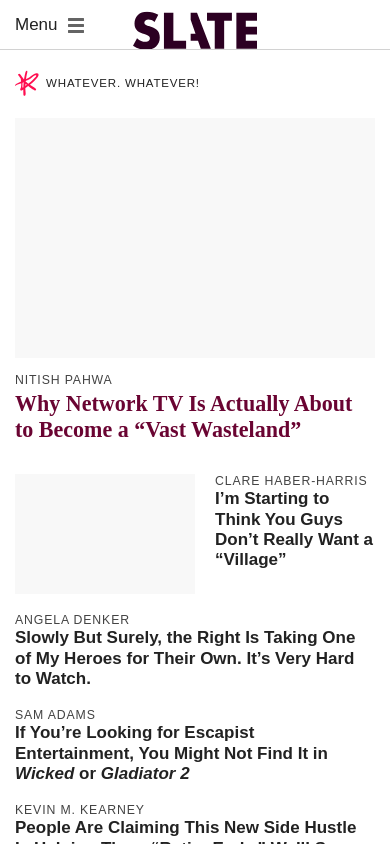 Menu
SLATE
WHATEVER. WHATEVER!
NITISH PAHWA
Why Network TV Is Actually About
to Become a “Vast Wasteland”
CLARE HABER-HARRIS
I’m Starting to
Think You Guys
Don’t Really Want a
“Village”
ANGELA DENKER
Slowly But Surely, the Right Is Taking One
of My Heroes for Their Own. It’s Very Hard
to Watch.
SAM ADAMS
If You’re Looking for Escapist
Entertainment, You Might Not Find It in
Wicked or Gladiator 2
KEVIN M. KEARNEY
People Are Claiming This New Side Hustle